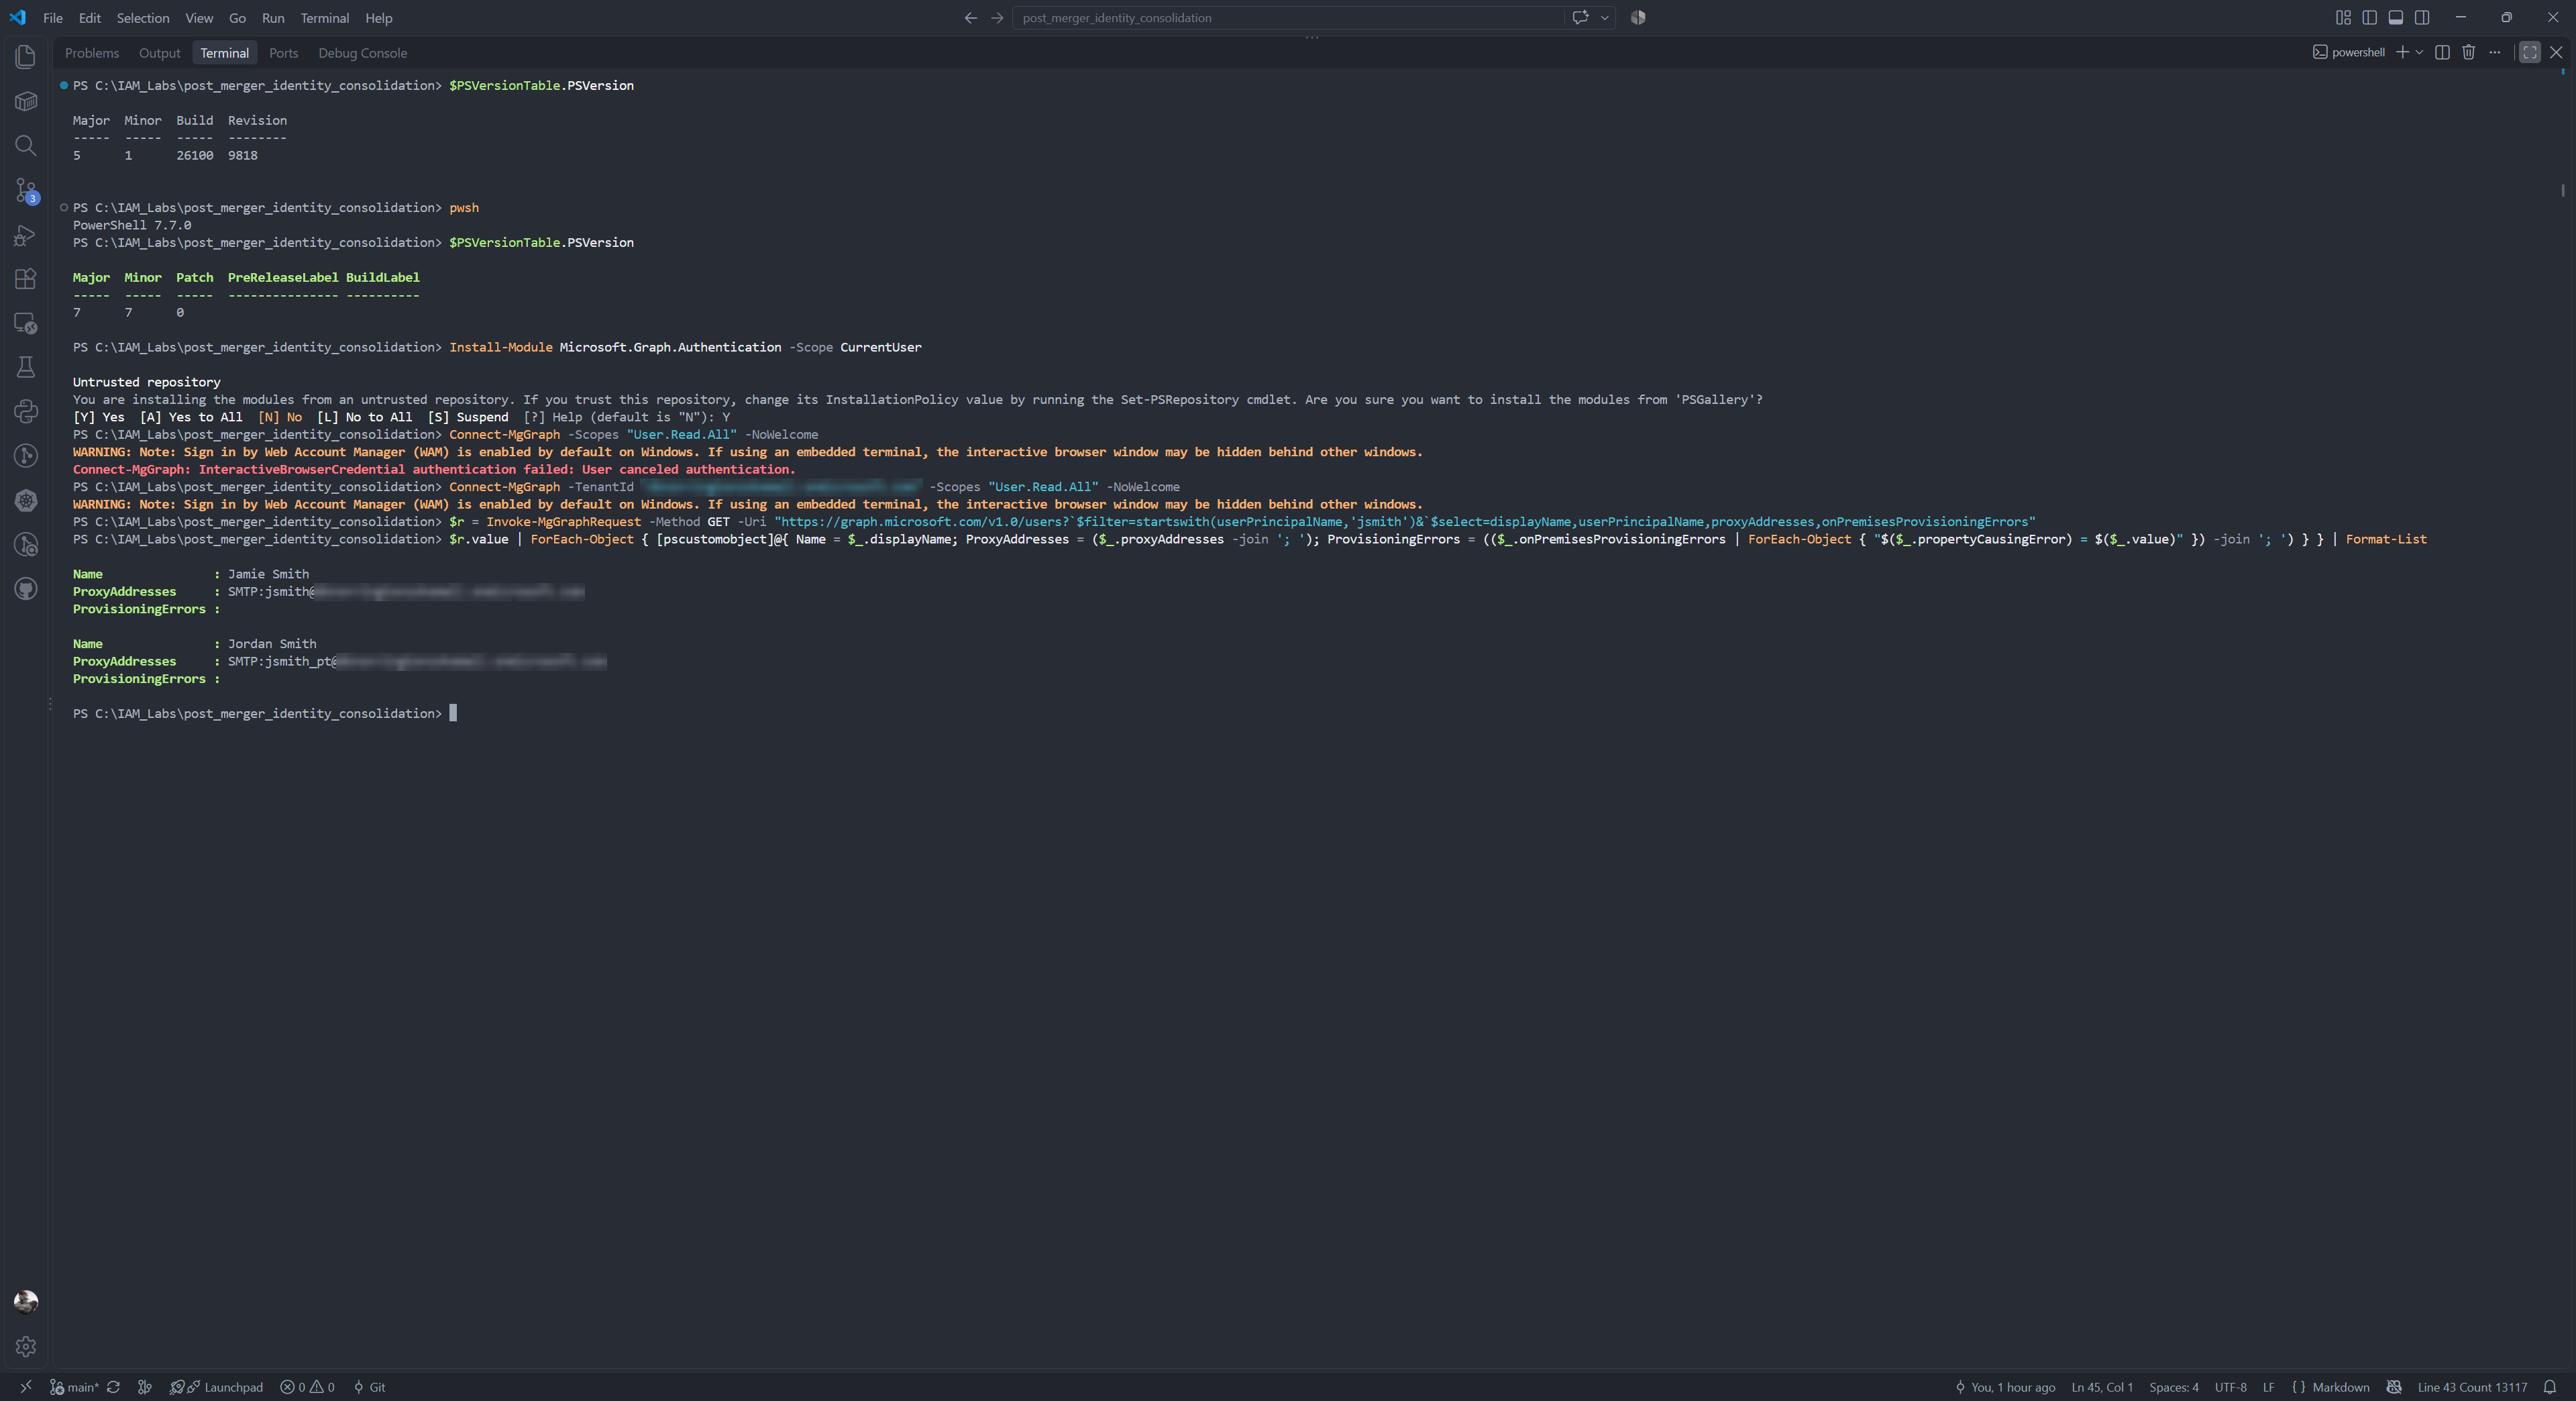 File Edit Selection View Go Run Terminal Help
post_merger_identity_consolidation
Problems Output Terminal Ports Debug Console
powershell
PS C:\IAM_Labs\post_merger_identity_consolidation> $PSVersionTable.PSVersion
Major Minor Build Revision
----- ----- ----- --------
5 1 26100 9818
3
PS C:\IAM_Labs\post_merger_identity_consolidation> pwsh
PowerShell 7.7.0
PS C:\IAM_Labs\post_merger_identity_consolidation> $PSVersionTable.PSVersion
Major Minor Patch PreReleaseLabel BuildLabel
----- ----- ----- --------------- ----------
7 7 0
PS C:\IAM_Labs\post_merger_identity_consolidation> Install-Module Microsoft.Graph.Authentication -Scope CurrentUser
Untrusted repository
You are installing the modules from an untrusted repository. If you trust this repository, change its InstallationPolicy value by running the Set-PSRepository cmdlet. Are you sure you want to install the modules from 'PSGallery'?
[Y] Yes [A] Yes to All [N] No [L] No to All [S] Suspend [?] Help (default is "N"): Y
PS C:\IAM_Labs\post_merger_identity_consolidation> Connect-MgGraph -Scopes "User.Read.All" -NoWelcome
WARNING: Note: Sign in by Web Account Manager (WAM) is enabled by default on Windows. If using an embedded terminal, the interactive browser window may be hidden behind other windows.
Connect-MgGraph: InteractiveBrowserCredential authentication failed: User canceled authentication.
PS C:\IAM_Labs\post_merger_identity_consolidation> Connect-MgGraph -TenantId -Scopes "User.Read.All" -NoWelcome
WARNING: Note: Sign in by Web Account Manager (WAM) is enabled by default on Windows. If using an embedded terminal, the interactive browser window may be hidden behind other windows.
PS C:\IAM_Labs\post_merger_identity_consolidation> $r = Invoke-MgGraphRequest -Method GET -Uri "https://graph.microsoft.com/v1.0/users?`$filter=startswith(userPrincipalName,'jsmith')&`$select=displayName,userPrincipalName,proxyAddresses,onPremisesProvisioningErrors"
PS C:\IAM_Labs\post_merger_identity_consolidation> $r.value | ForEach-Object { [pscustomobject]@{ Name = $_.displayName; ProxyAddresses = ($_.proxyAddresses -join '; '); ProvisioningErrors = (($_.onPremisesProvisioningErrors | ForEach-Object { "$($_.propertyCausingError) = $($_.value)" }) -join '; ') } } | Format-List
Name : Jamie Smith
ProxyAddresses : SMTP:jsmith@
ProvisioningErrors :
Name : Jordan Smith
ProxyAddresses : SMTP:jsmith_pt@
ProvisioningErrors :
PS C:\IAM_Labs\post_merger_identity_consolidation>
main* Launchpad 0 0 Git You, 1 hour ago Ln 45, Col 1 Spaces: 4 UTF-8 LF { } Markdown Line 43 Count 13117